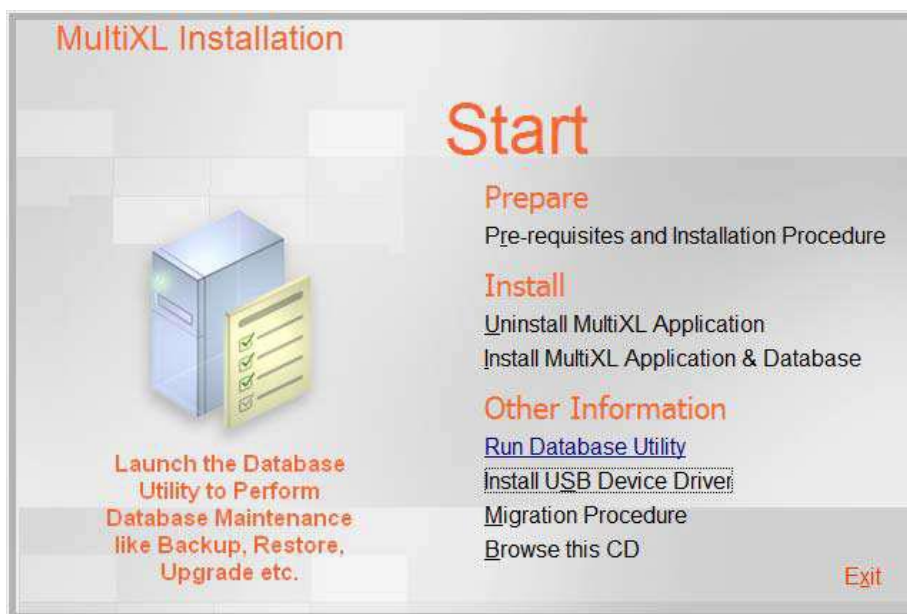 MultiXL Installation
Start
Prepare
Pre-requisites and Installation Procedure
Install
Uninstall MultiXL Application
Install MultiXL Application & Database
Other Information
Run Database Utility
Install USB Device Driver
Migration Procedure
Browse this CD
Launch the Database
Utility to Perform
Database Maintenance
like Backup, Restore,
Upgrade etc.
Exit